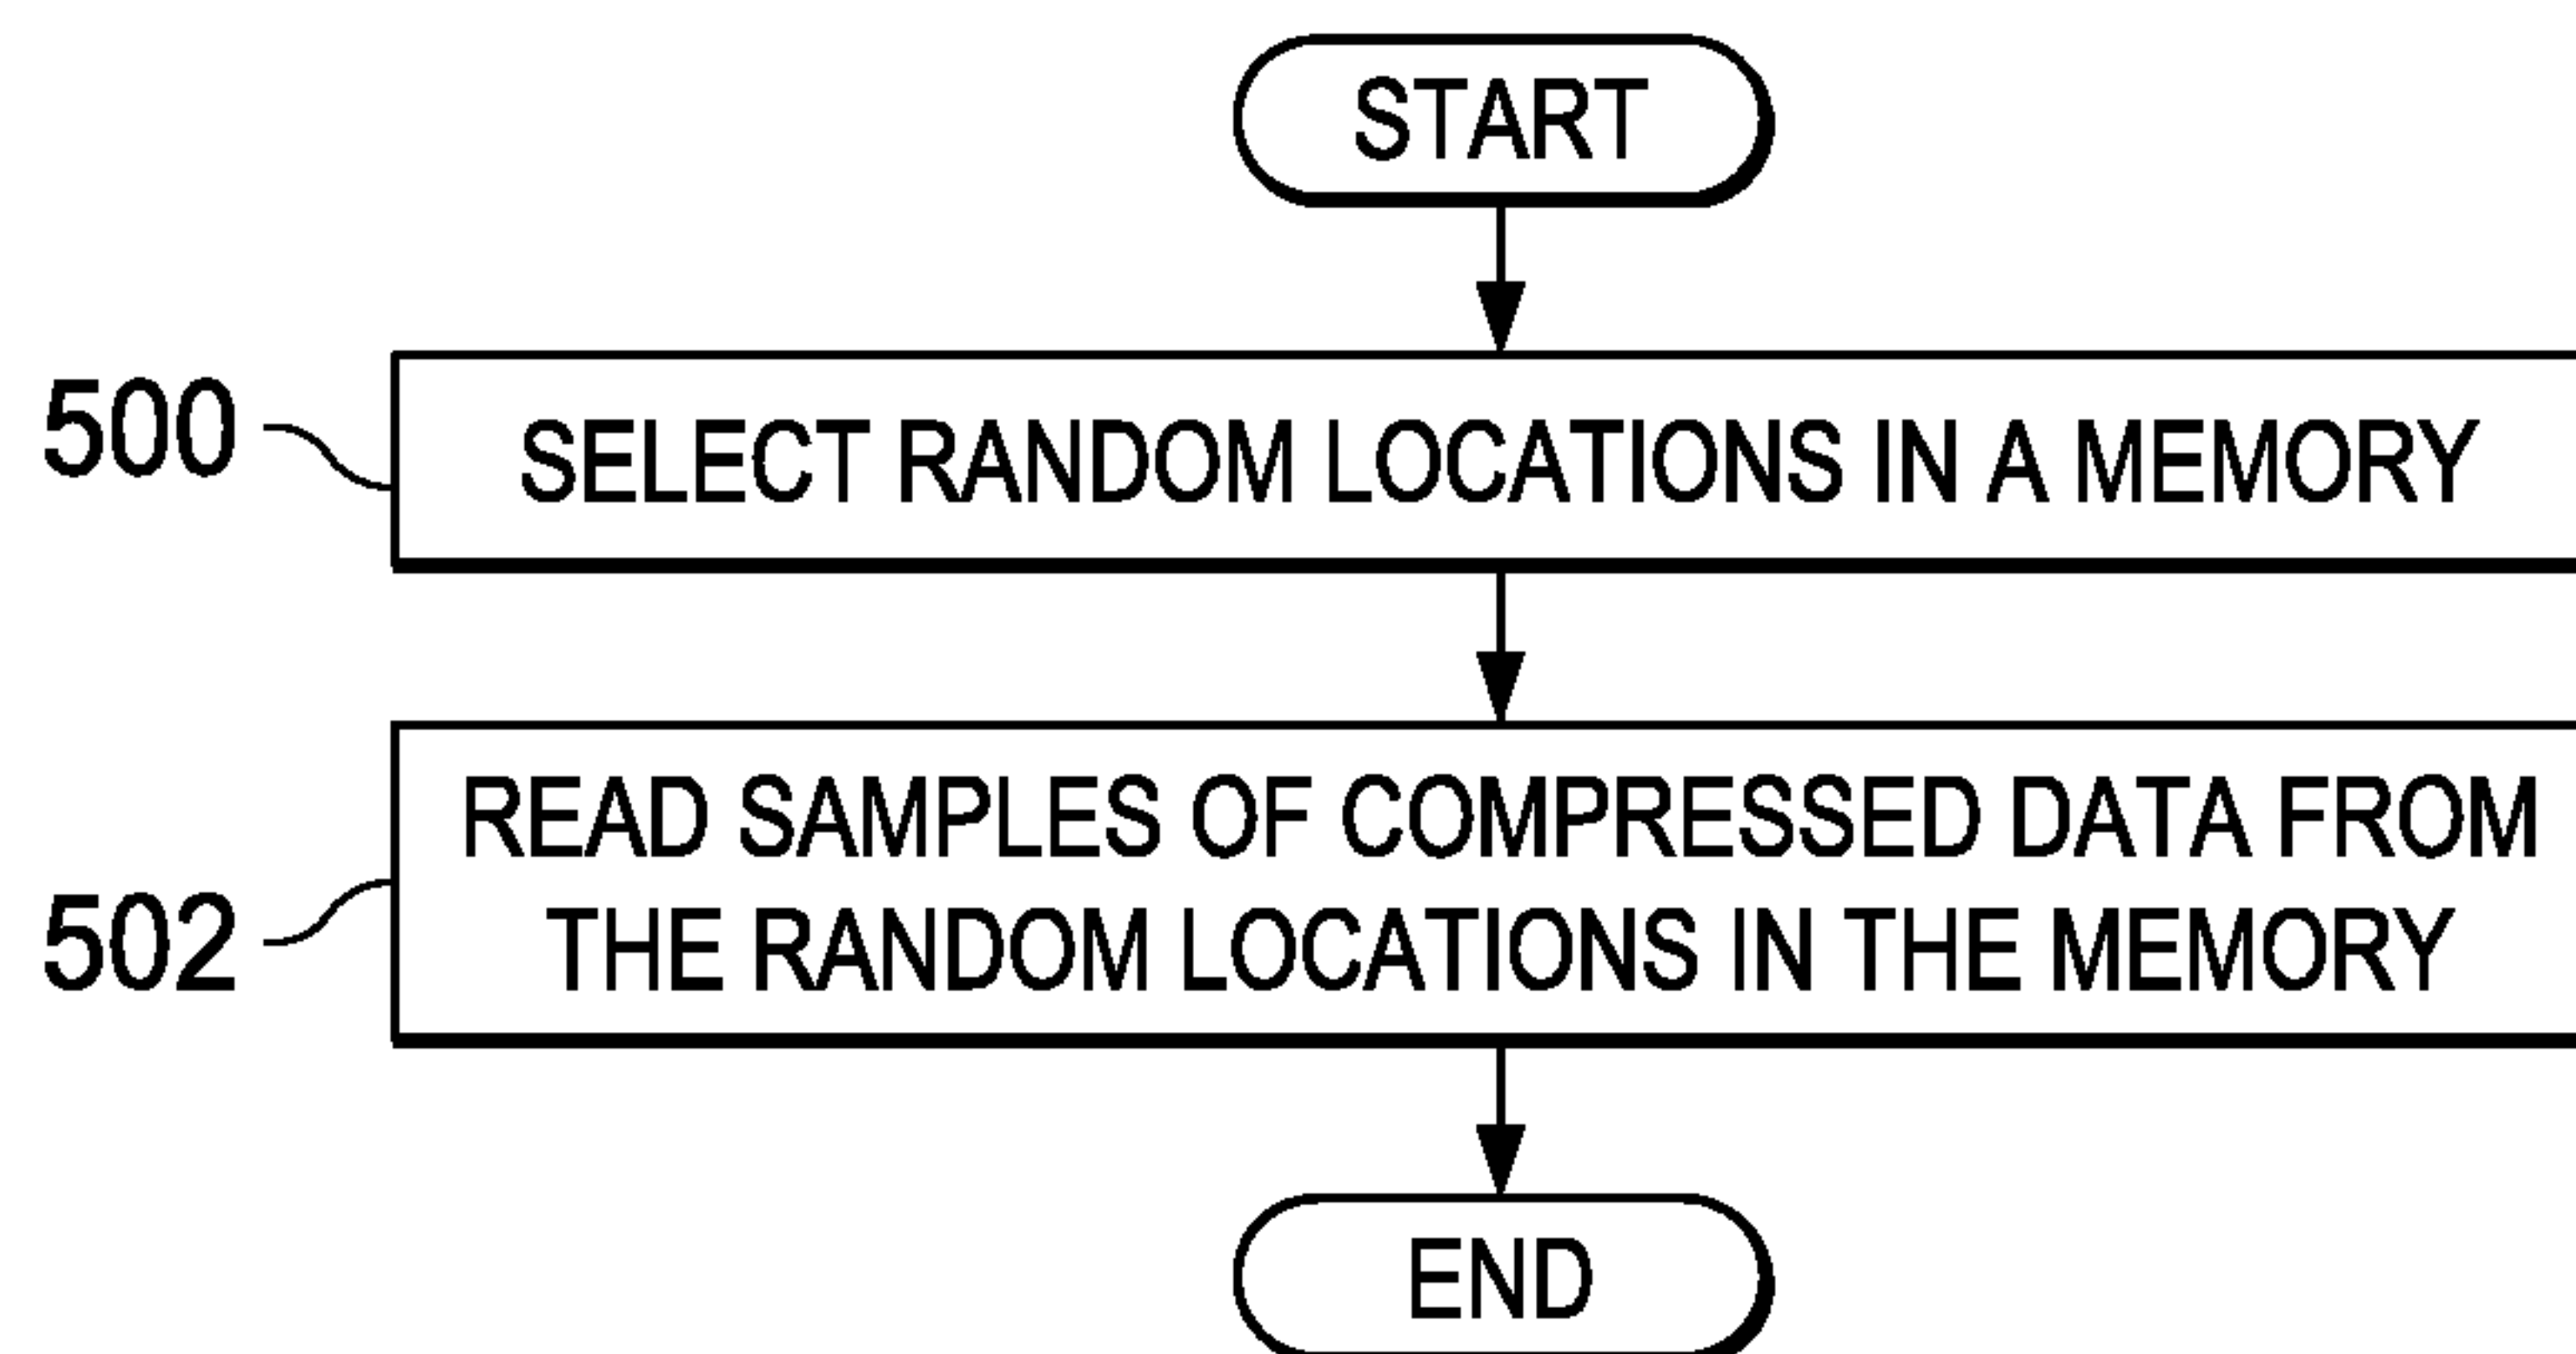 START
500
SELECT RANDOM LOCATIONS IN A MEMORY
READ SAMPLES OF COMPRESSED DATA FROM
THE RANDOM LOCATIONS IN THE MEMORY
502
END